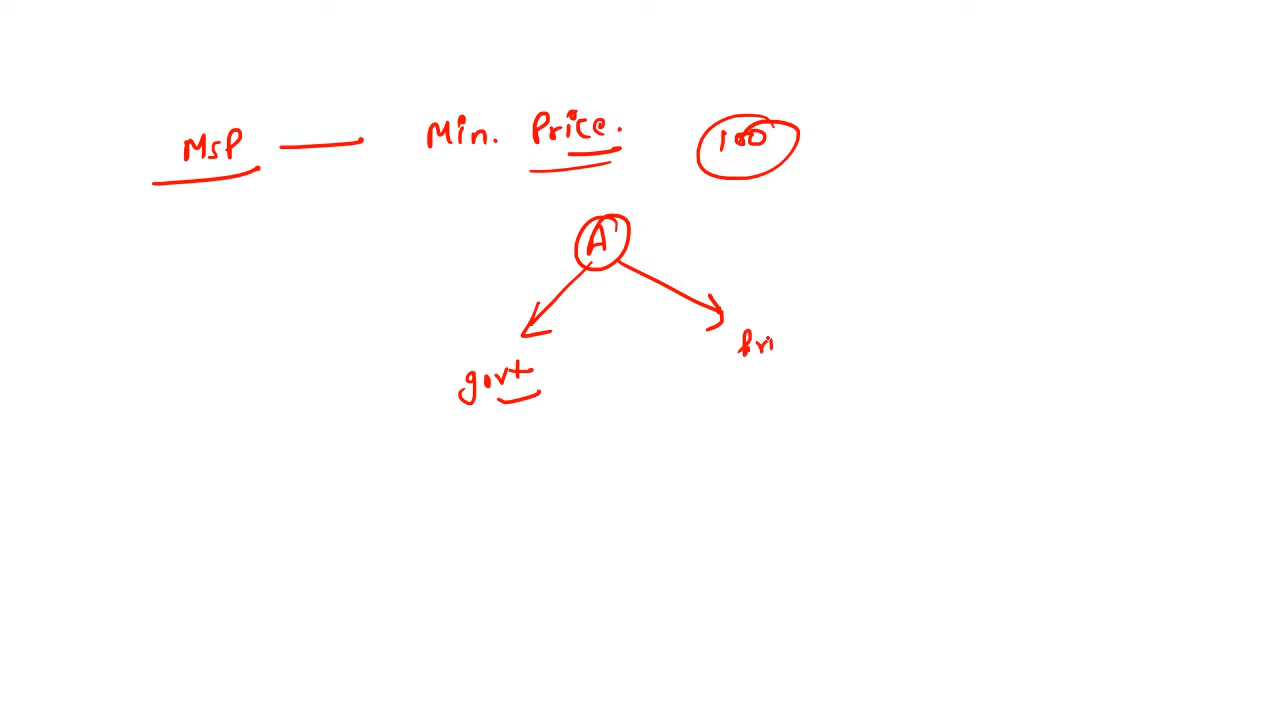 MSP — Min. Price. 100
A
govt
Pri